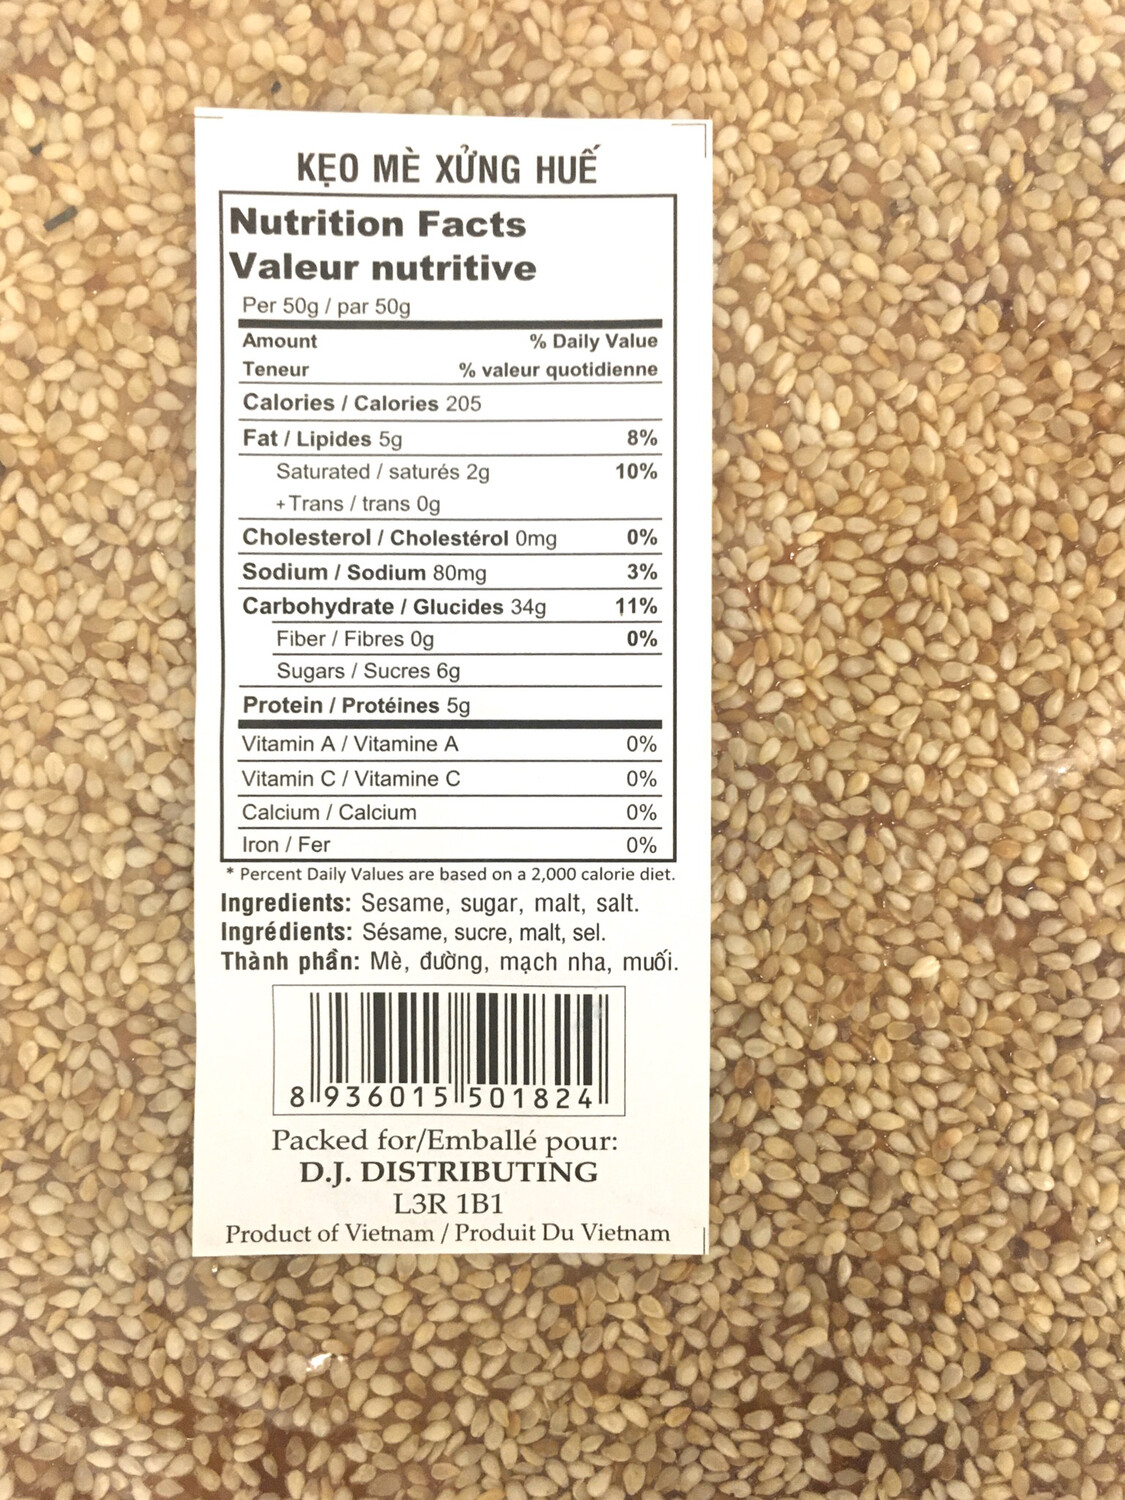 KẸO MÈ XỬNG HUẾ
Nutrition Facts
Valeur nutritive
Per 50g / par 50g
Amount % Daily Value
Teneur % valeur quotidienne
Calories / Calories 205
Fat / Lipides 5g 8%
Saturated / saturés 2g 10%
+Trans / trans 0g
Cholesterol / Cholestérol 0mg 0%
Sodium / Sodium 80mg 3%
Carbohydrate / Glucides 34g 11%
Fiber / Fibres 0g 0%
Sugars / Sucres 6g
Protein / Protéines 5g
Vitamin A / Vitamine A 0%
Vitamin C / Vitamine C 0%
Calcium / Calcium 0%
Iron / Fer 0%
* Percent Daily Values are based on a 2,000 calorie diet.
Ingredients: Sesame, sugar, malt, salt.
Ingrédients: Sésame, sucre, malt, sel.
Thành phần: Mè, đường, mạch nha, muối.
8 936015 501824
Packed for/Emballé pour:
D.J. DISTRIBUTING
L3R 1B1
Product of Vietnam / Produit Du Vietnam